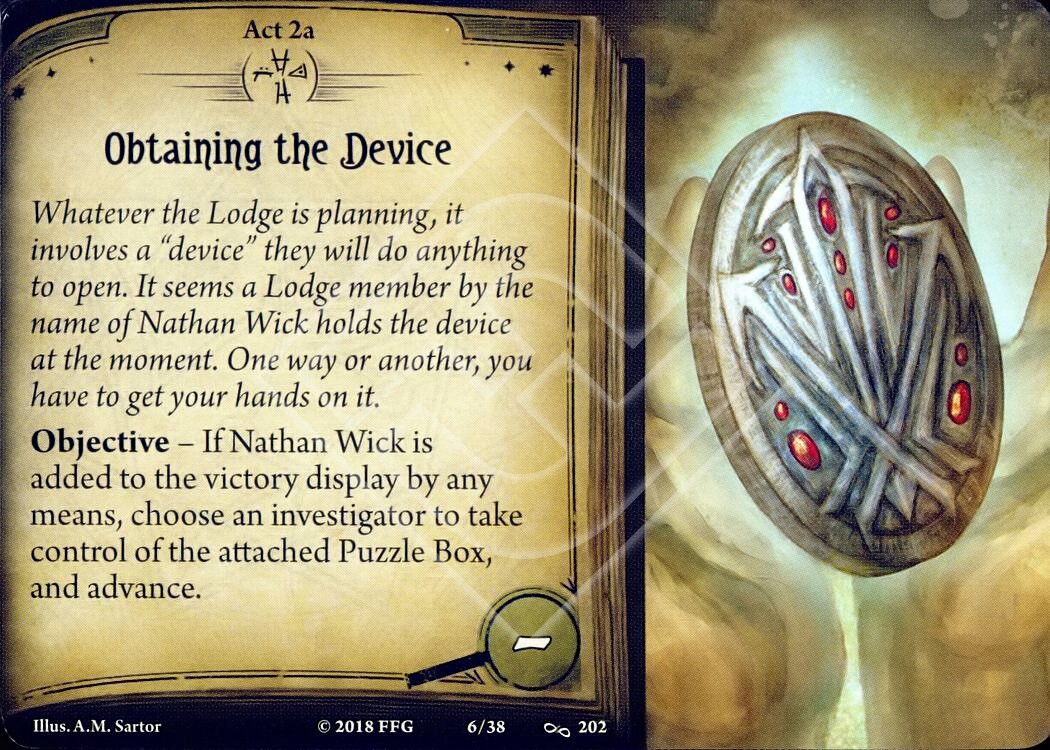 Act 2a
Obtaining the Device
Whatever the Lodge is planning, it
involves a “device” they will do anything
to open. It seems a Lodge member by the
name of Nathan Wick holds the device
at the moment. One way or another, you
have to get your hands on it.
Objective – If Nathan Wick is
added to the victory display by any
means, choose an investigator to take
control of the attached Puzzle Box,
and advance.
–
Illus. A.M. Sartor © 2018 FFG 6/38 202